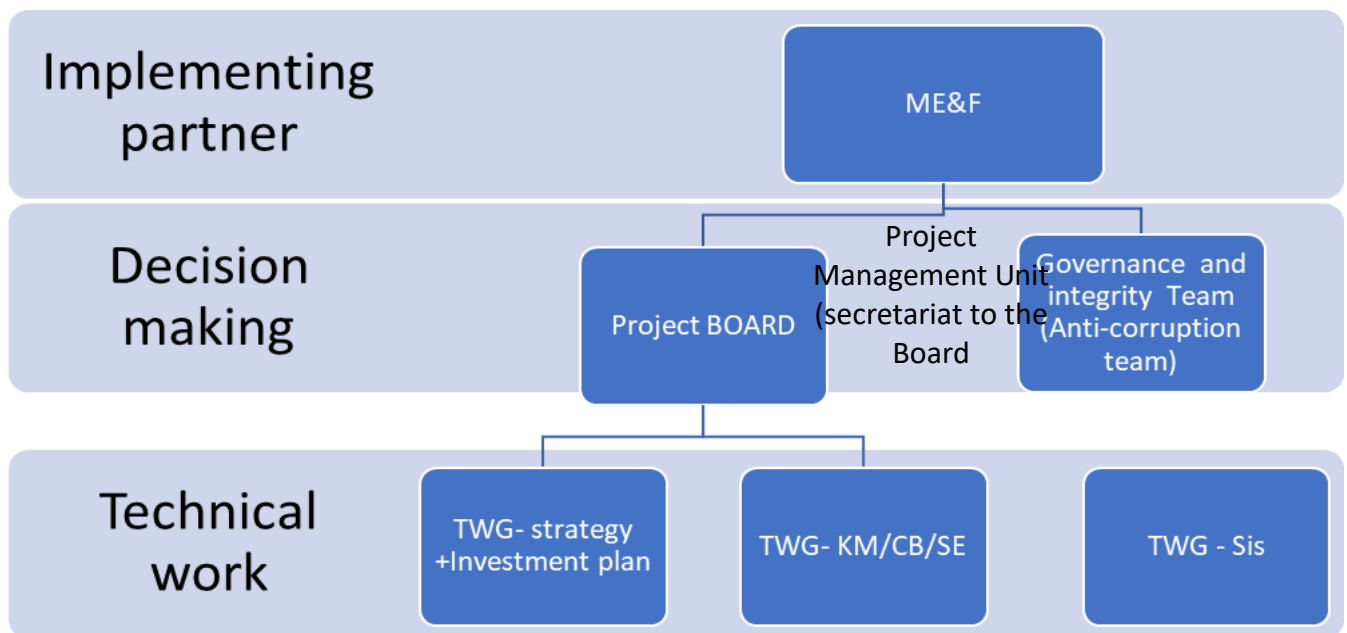 Implementing
partner
ME&F
Decision
making
Project BOARD
Project
Management Unit
(secretariat to the
Board
Governance and
integrity Team
(Anti-corruption
team)
Technical
work
TWG- strategy
+Investment plan
TWG- KM/CB/SE
TWG - Sis